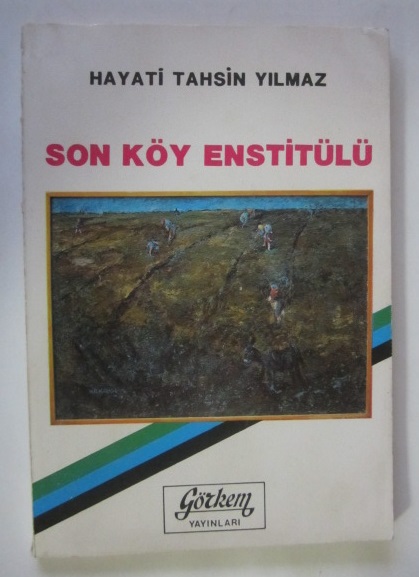 HAYATİ TAHSİN YILMAZ
SON KÖY ENSTİTÜLÜ
Görkem
YAYINLARI